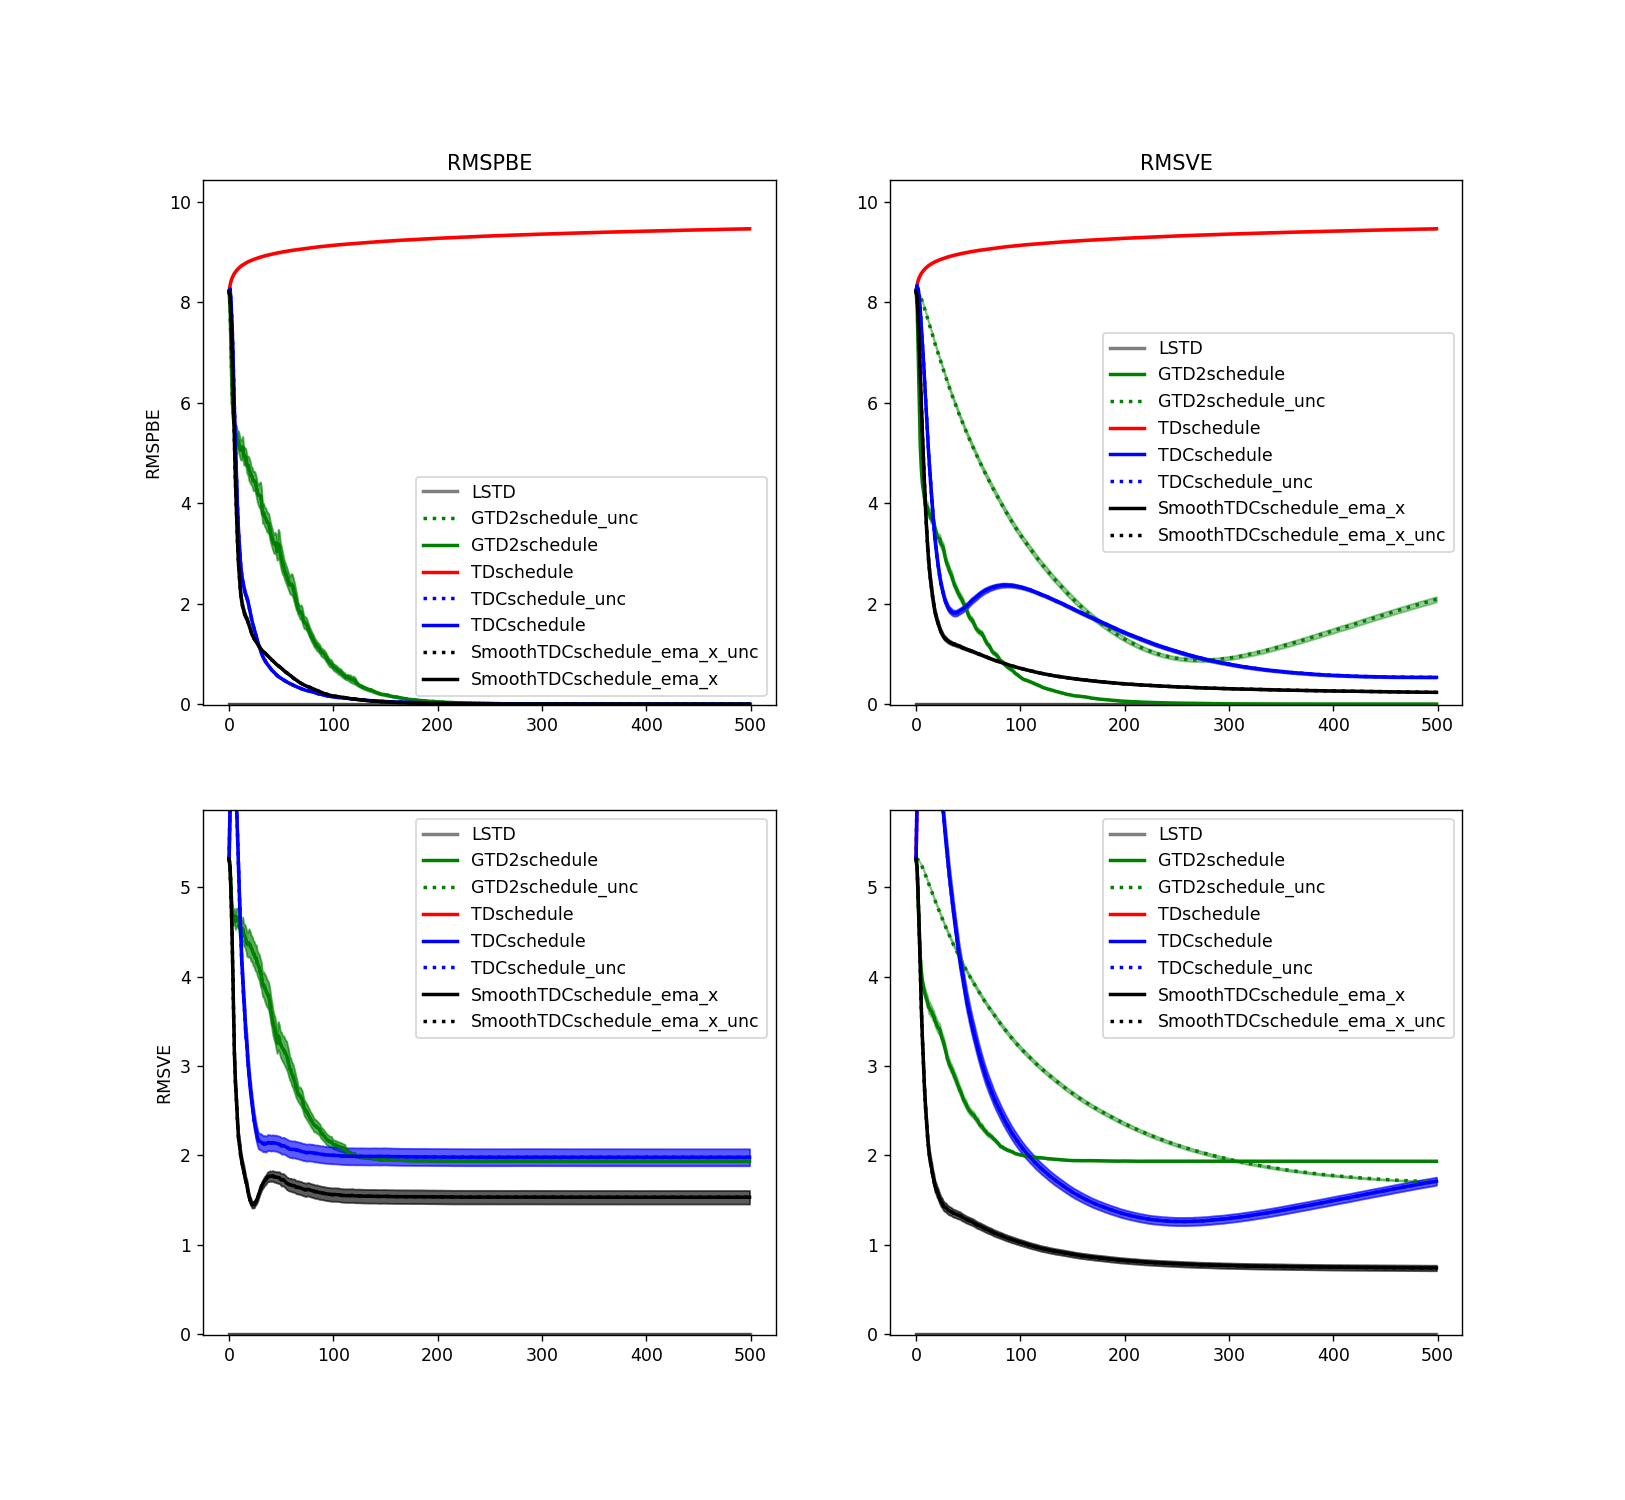 RMSPBE
RMSPBE
10
8
6
4
2
0
0 100 200 300 400 500
LSTD
GTD2schedule_unc
GTD2schedule
TDschedule
TDCschedule_unc
TDCschedule
SmoothTDCschedule_ema_x_unc
SmoothTDCschedule_ema_x
RMSVE
10
8
6
4
2
0
0 100 200 300 400 500
LSTD
GTD2schedule
GTD2schedule_unc
TDschedule
TDCschedule
TDCschedule_unc
SmoothTDCschedule_ema_x
SmoothTDCschedule_ema_x_unc
RMSVE
5
4
3
2
1
0
0 100 200 300 400 500
LSTD
GTD2schedule
GTD2schedule_unc
TDschedule
TDCschedule
TDCschedule_unc
SmoothTDCschedule_ema_x
SmoothTDCschedule_ema_x_unc
5
4
3
2
1
0
0 100 200 300 400 500
LSTD
GTD2schedule
GTD2schedule_unc
TDschedule
TDCschedule
TDCschedule_unc
SmoothTDCschedule_ema_x
SmoothTDCschedule_ema_x_unc